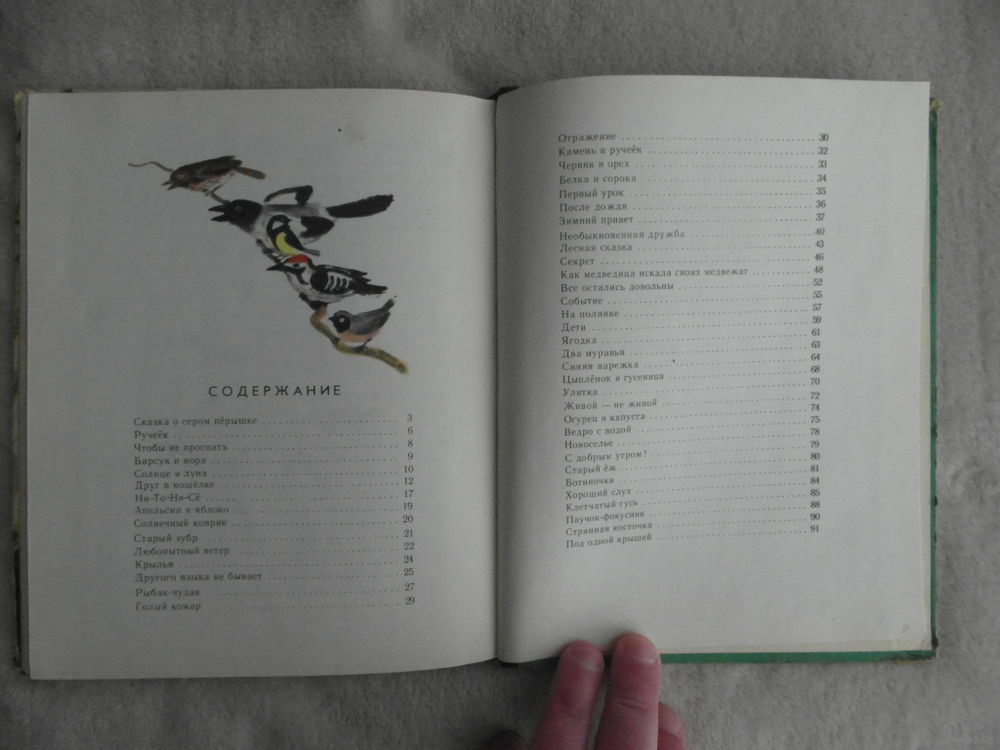 СОДЕРЖАНИЕ
Сказка о сером пёрышке 3
Ручеёк 6
Чтобы не проспать 8
Барсук и нора 9
Солнце и луна 10
Друг в кошёлке 12
Ни-То-Ни-Сё 17
Апельсин и яблоко 19
Солнечный коврик 20
Старый зубр 21
Любопытный ветер 22
Крылья 24
Другого языка не бывает 25
Рыбак-чудак 27
Голый комар 29
Отражение 30
Камень и ручеёк 32
Червяк и орех 33
Белка и сорока 34
Первый урок 35
После дождя 36
Зимний привет 37
Необыкновенная дружба 40
Лесная сказка 43
Секрет 46
Как медведица искала своих медвежат 48
Все остались довольны 52
Событие 55
На полянке 57
Дети 59
Ягодка 61
Два муравья 63
Синяя варежка 64
Цыплёнок и гусеница 68
Улитка 70
Живой — не живой 72
Огурец и капуста 74
Ведро с водой 75
Новоселье 78
С добрым утром! 79
Старый ёж 80
Ботиночки 81
Хороший слух 84
Клетчатый гусь 85
Паучок-фокусник 88
Странная косточка 90
Под одной крышей 91